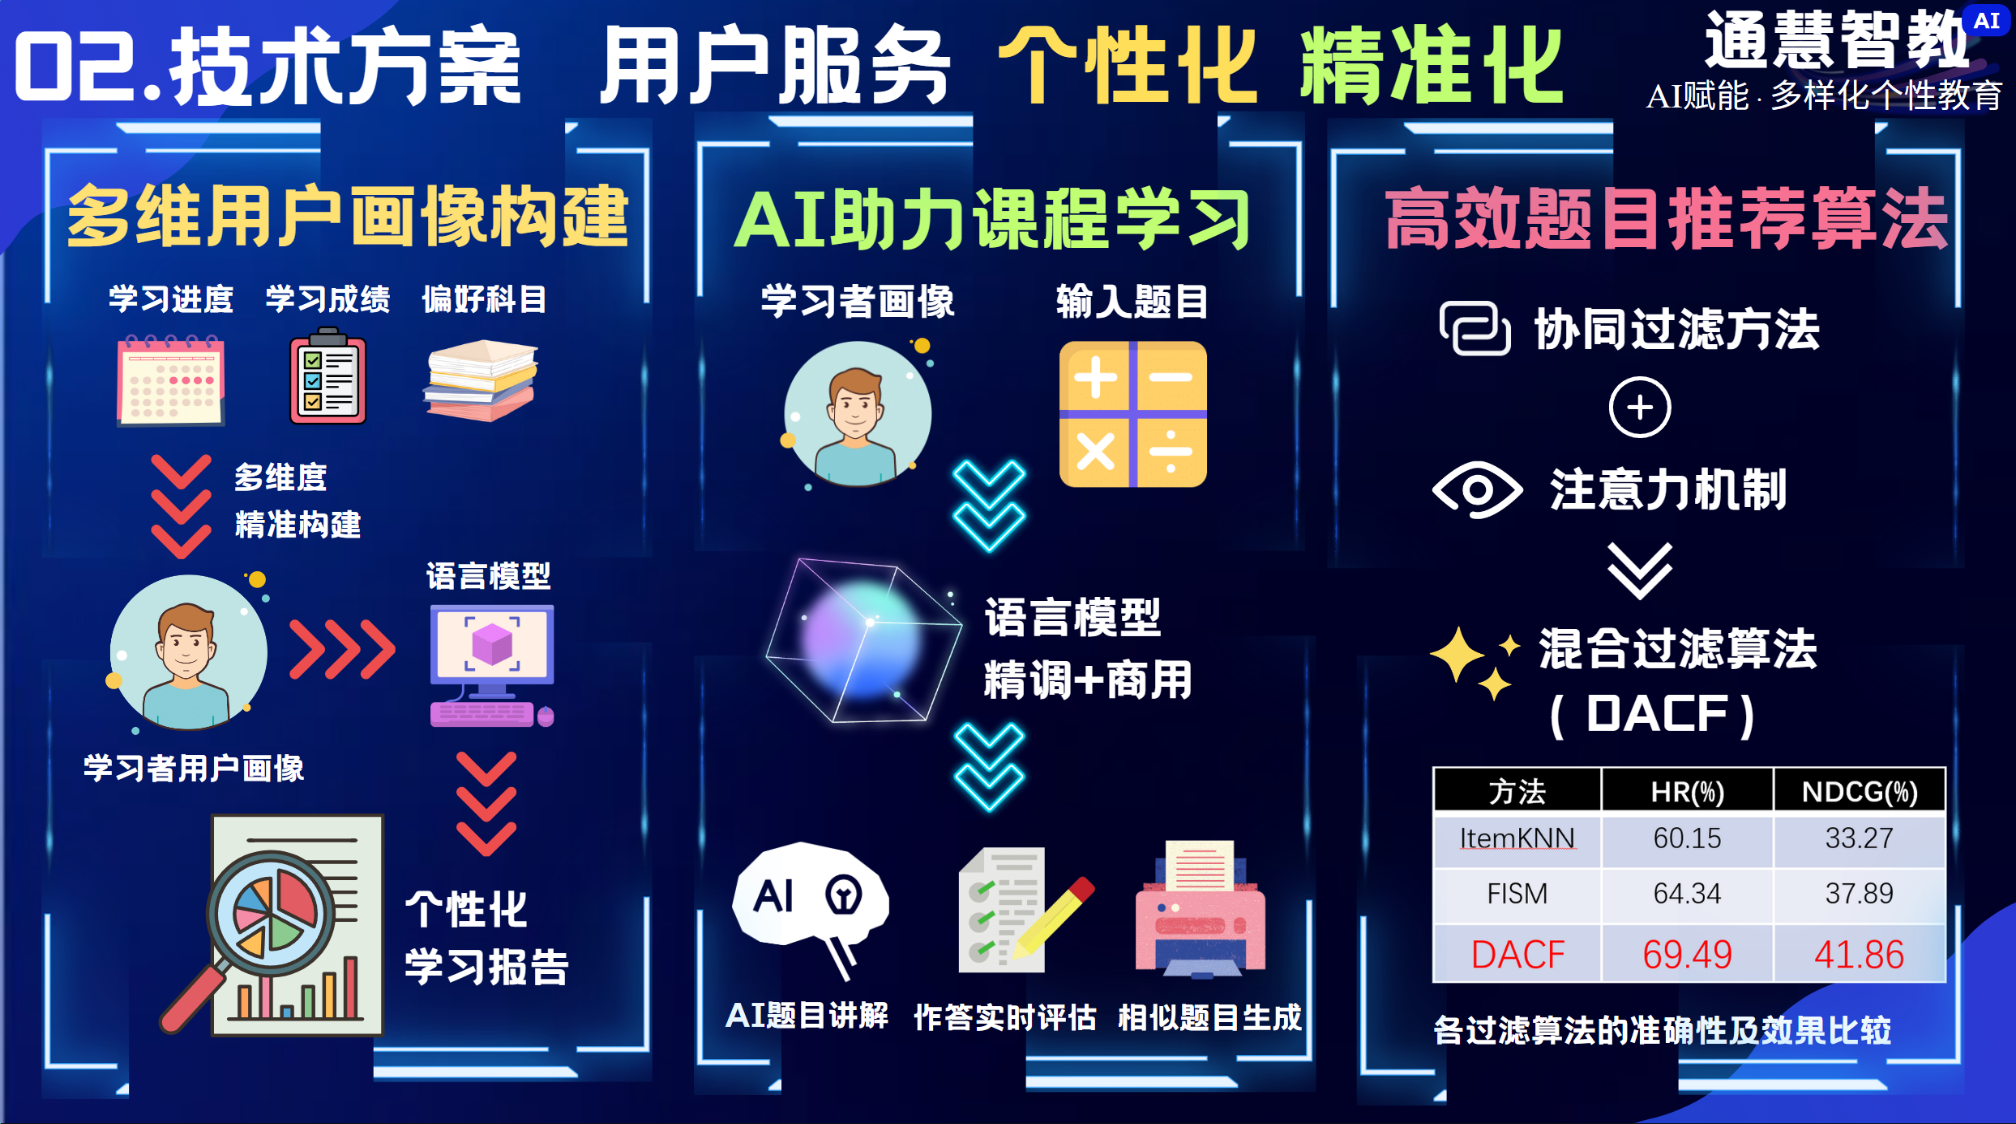 02.技术方案 用户服务 个性化 精准化
通慧智教 AI
AI赋能·多样化个性教育
多维用户画像构建
学习进度 学习成绩 偏好科目
多维度
精准构建
语言模型
学习者用户画像
个性化
学习报告
AI助力课程学习
学习者画像 输入题目
语言模型
精调+商用
AI
AI题目讲解 作答实时评估 相似题目生成
高效题目推荐算法
协同过滤方法
注意力机制
混合过滤算法
(DACF)
方法 HR(%) NDCG(%)
ItemKNN 60.15 33.27
FISM 64.34 37.89
DACF 69.49 41.86
各过滤算法的准确性及效果比较